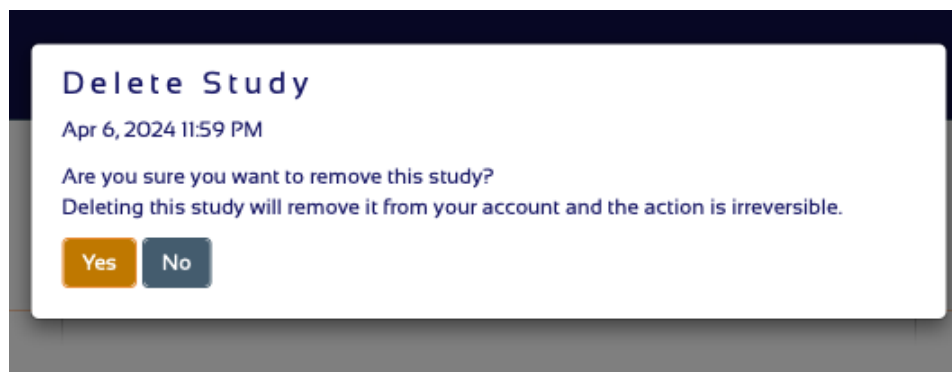 Delete Study
Apr 6, 2024 11:59 PM
Are you sure you want to remove this study?
Deleting this study will remove it from your account and the action is irreversible.
Yes No